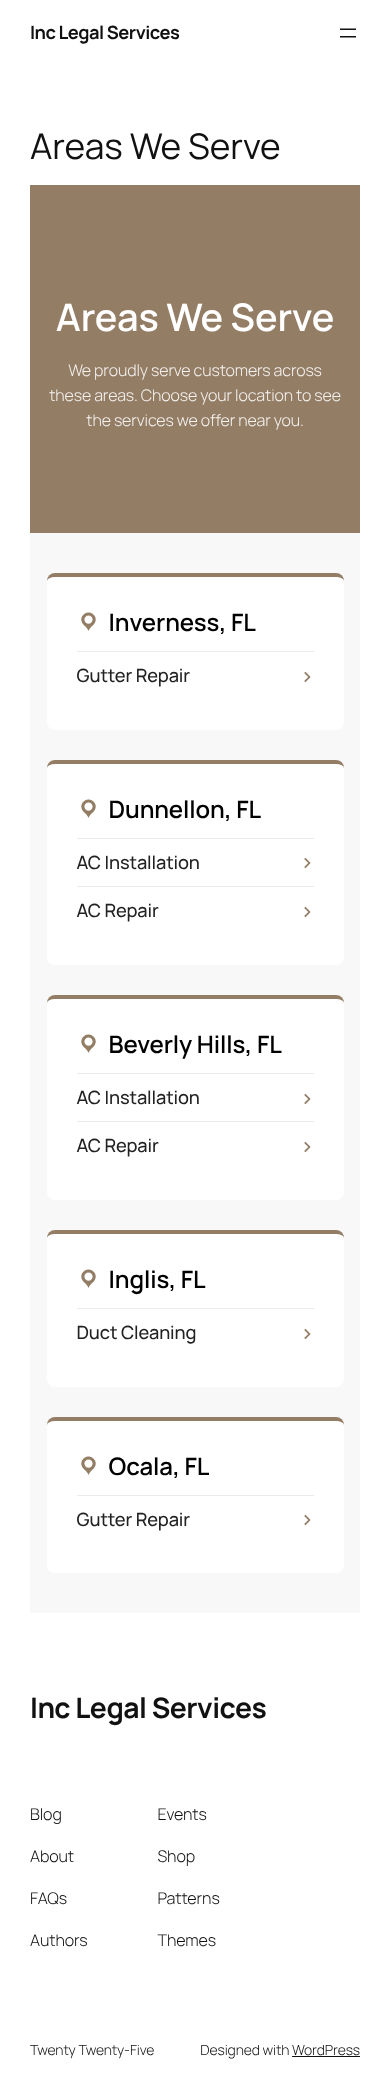 Inc Legal Services
Areas We Serve
Areas We Serve
We proudly serve customers across
these areas. Choose your location to see
the services we offer near you.
Inverness, FL
Gutter Repair
Dunnellon, FL
AC Installation
AC Repair
Beverly Hills, FL
AC Installation
AC Repair
Inglis, FL
Duct Cleaning
Ocala, FL
Gutter Repair
Inc Legal Services
Blog
About
FAQs
Authors
Events
Shop
Patterns
Themes
Twenty Twenty-Five
Designed with WordPress